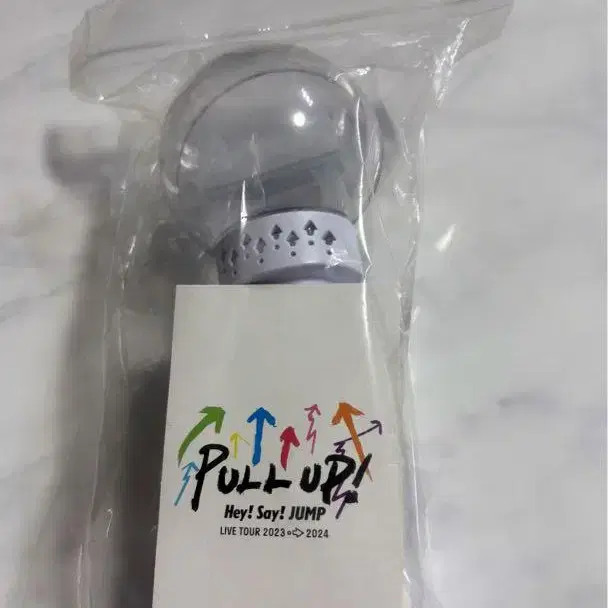 PULL UP!
Hey! Say! JUMP
LIVE TOUR 2023⇨2024